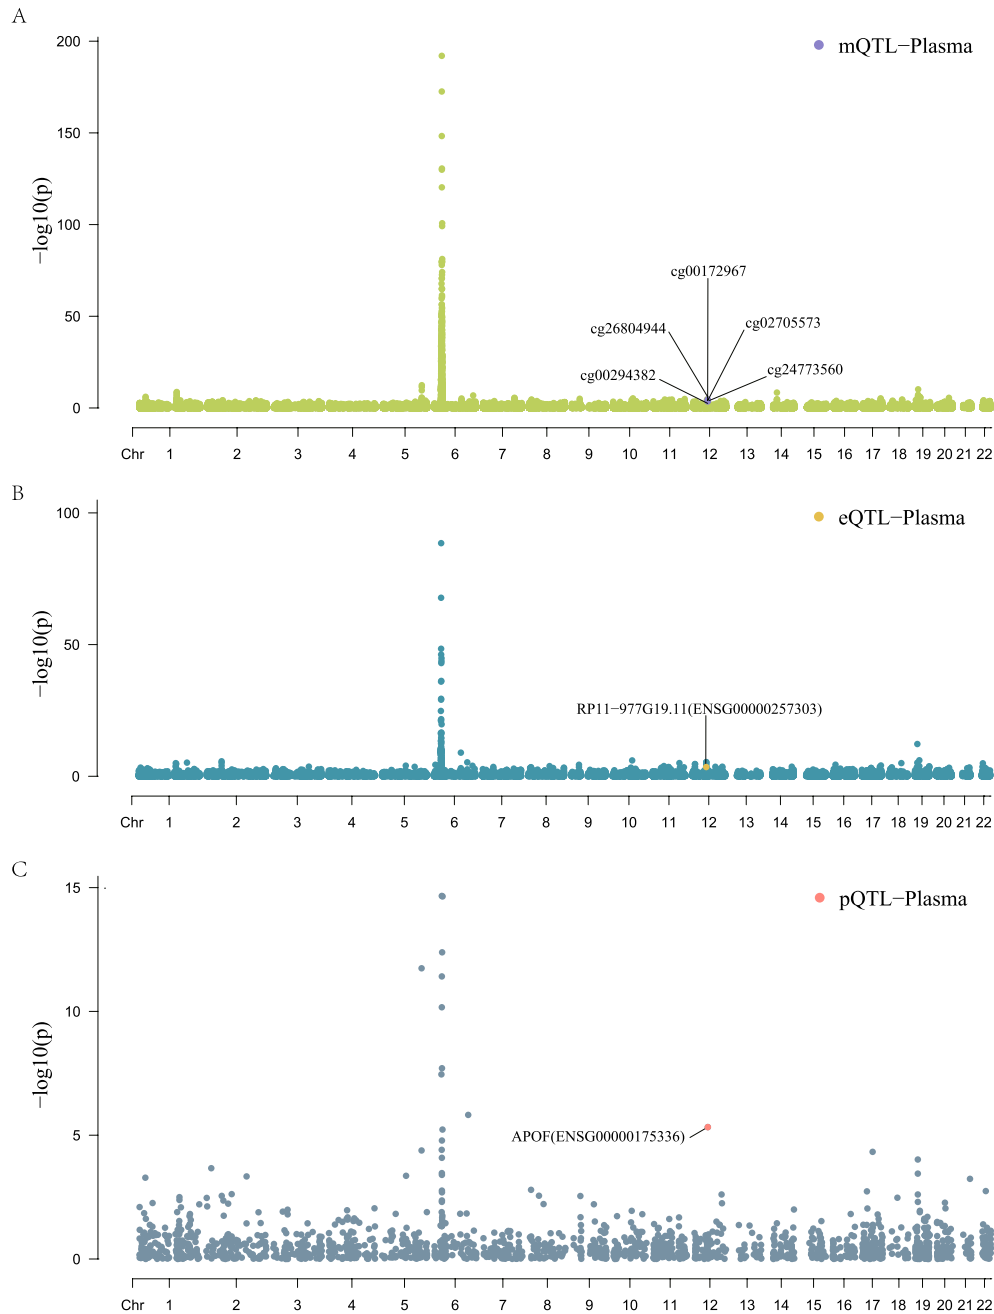 A
200
mQTL−Plasma
150
−log10(p)
100
cg00172967
cg26804944
cg02705573
50
cg24773560
cg00294382
0
Chr 1 2 3 4 5 6 7 8 9 10 11 12 13 14 15 16 17 18 19 20 21 22
B
100
eQTL−Plasma
−log10(p)
50
RP11−977G19.11(ENSG00000257303)
0
Chr 1 2 3 4 5 6 7 8 9 10 11 12 13 14 15 16 17 18 19 20 21 22
C
15
pQTL−Plasma
10
−log10(p)
5
APOF(ENSG00000175336)
0
Chr 1 2 3 4 5 6 7 8 9 10 11 12 13 14 15 16 17 18 19 20 21 22